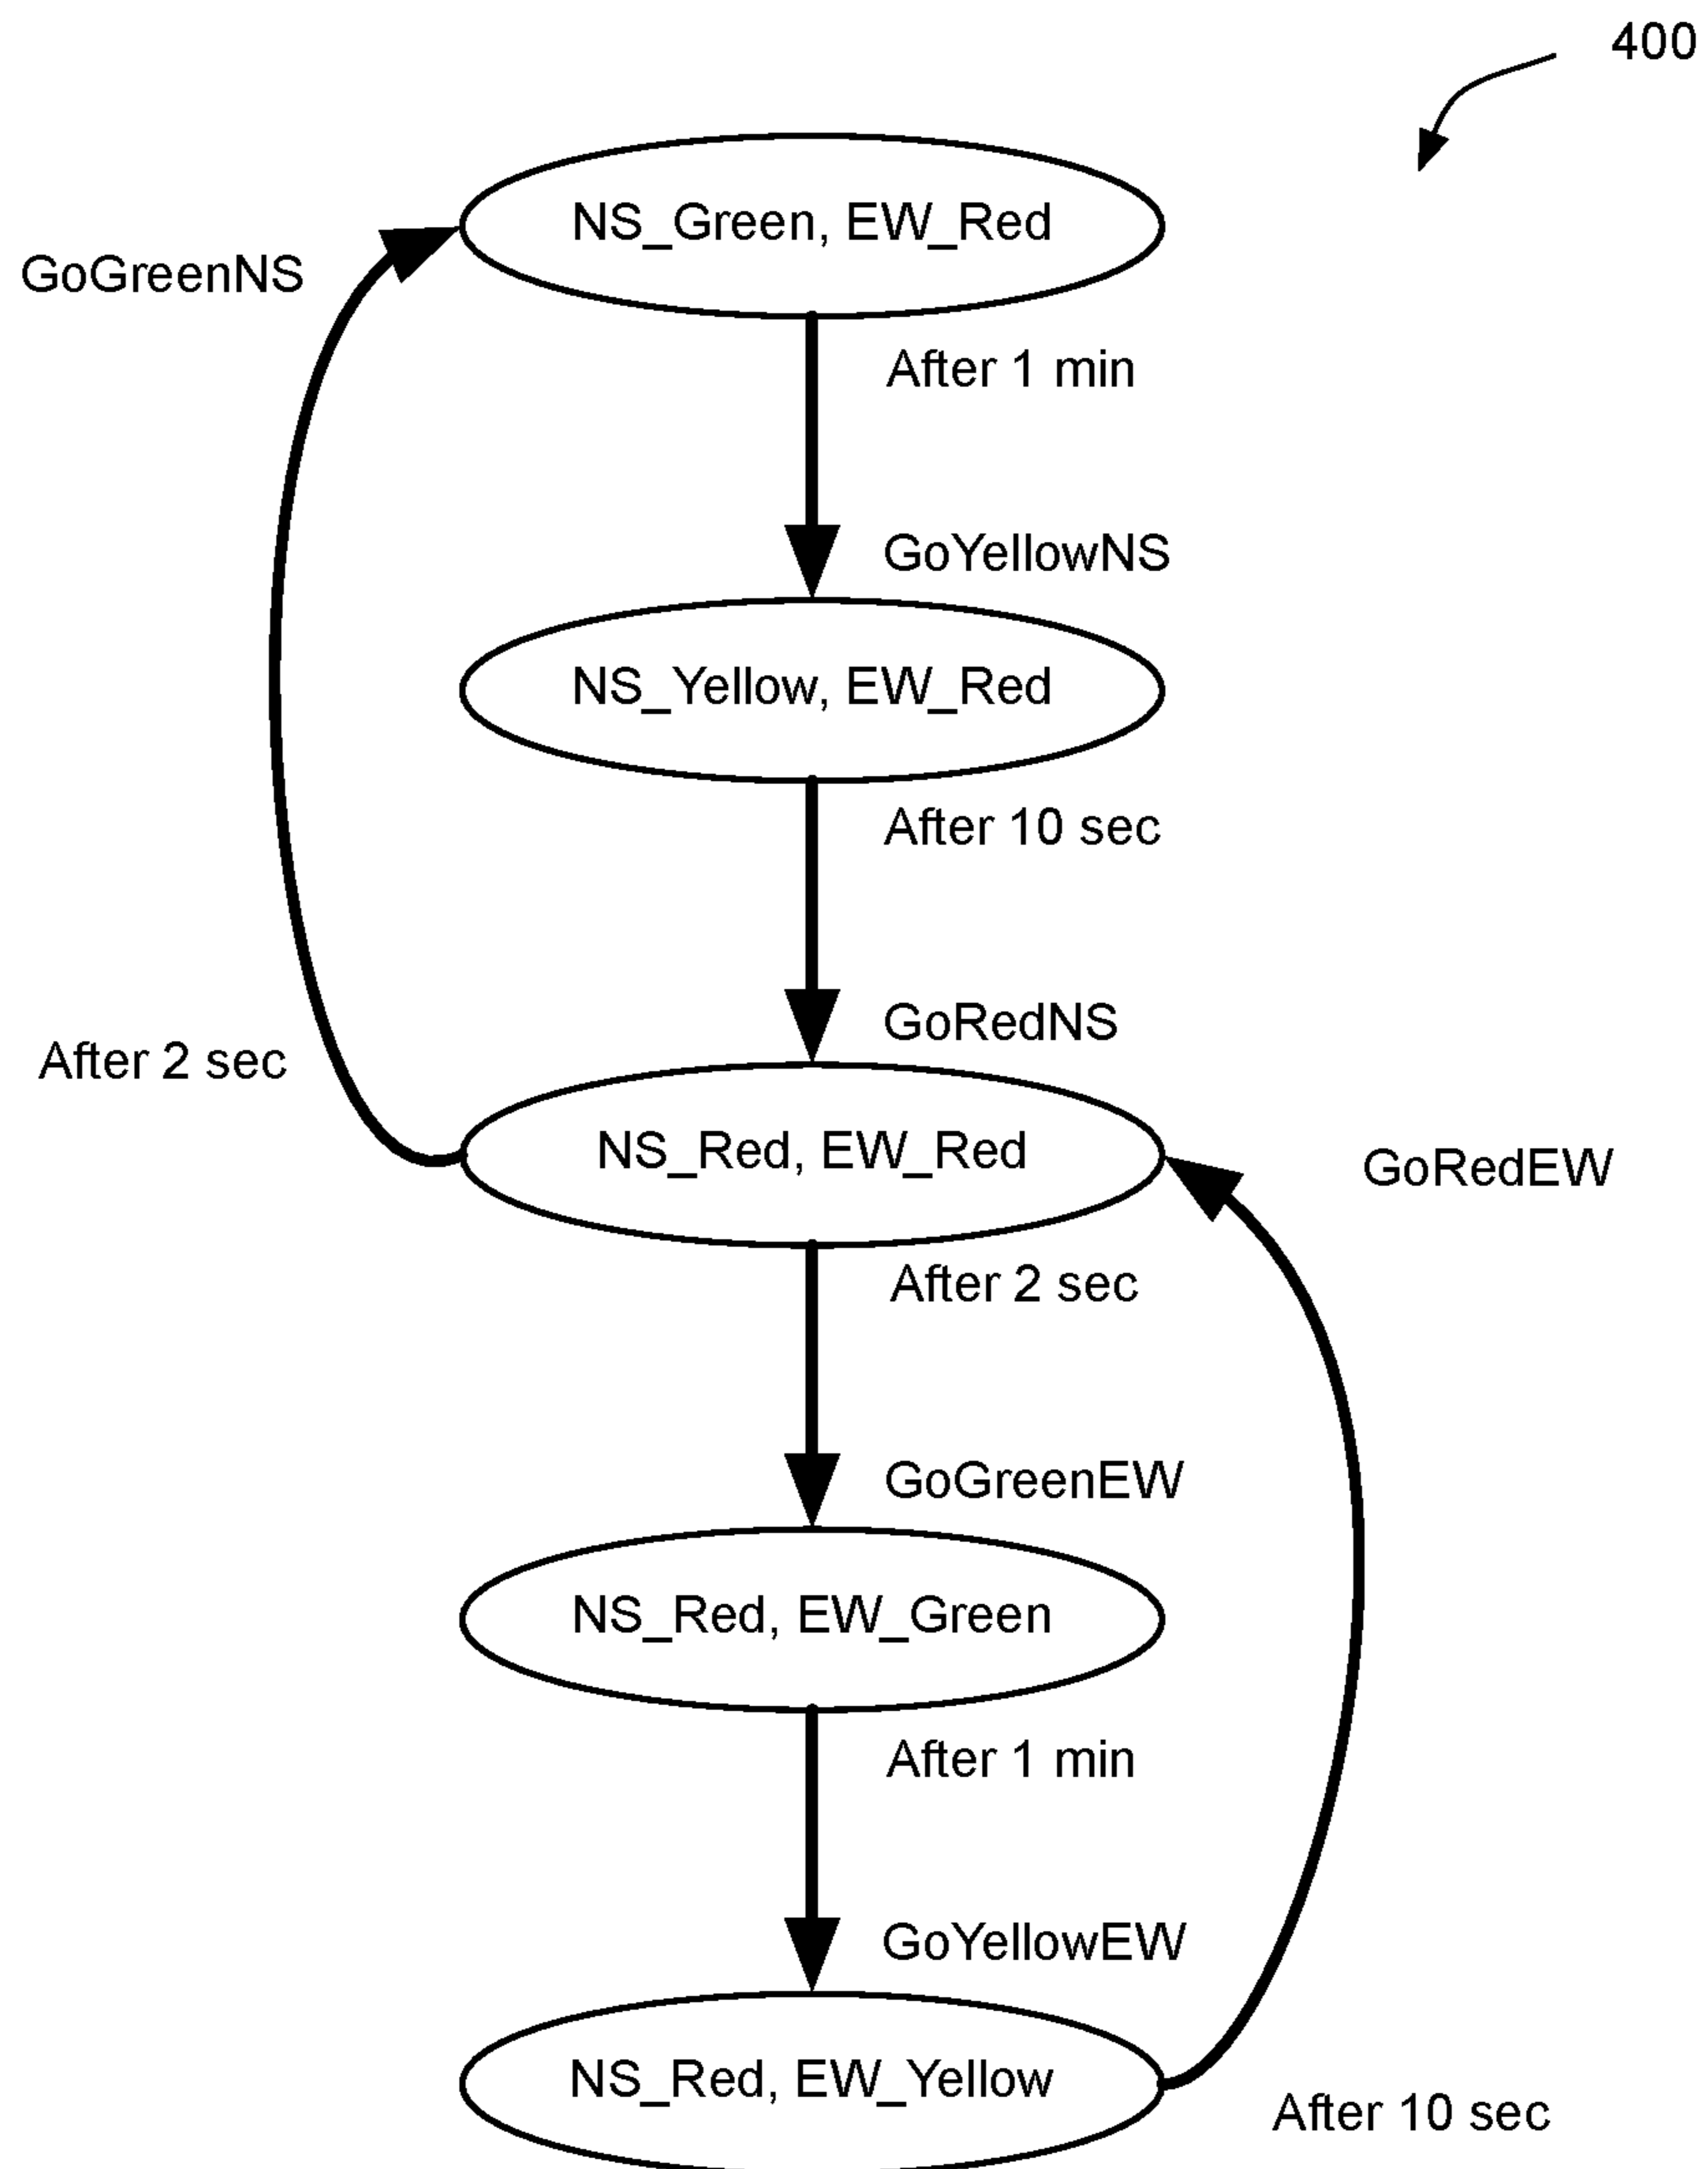 400
NS_Green, EW_Red
GoGreenNS
After 1 min
GoYellowNS
NS_Yellow, EW_Red
After 10 sec
GoRedNS
After 2 sec
NS_Red, EW_Red
GoRedEW
After 2 sec
GoGreenEW
NS_Red, EW_Green
After 1 min
GoYellowEW
NS_Red, EW_Yellow
After 10 sec